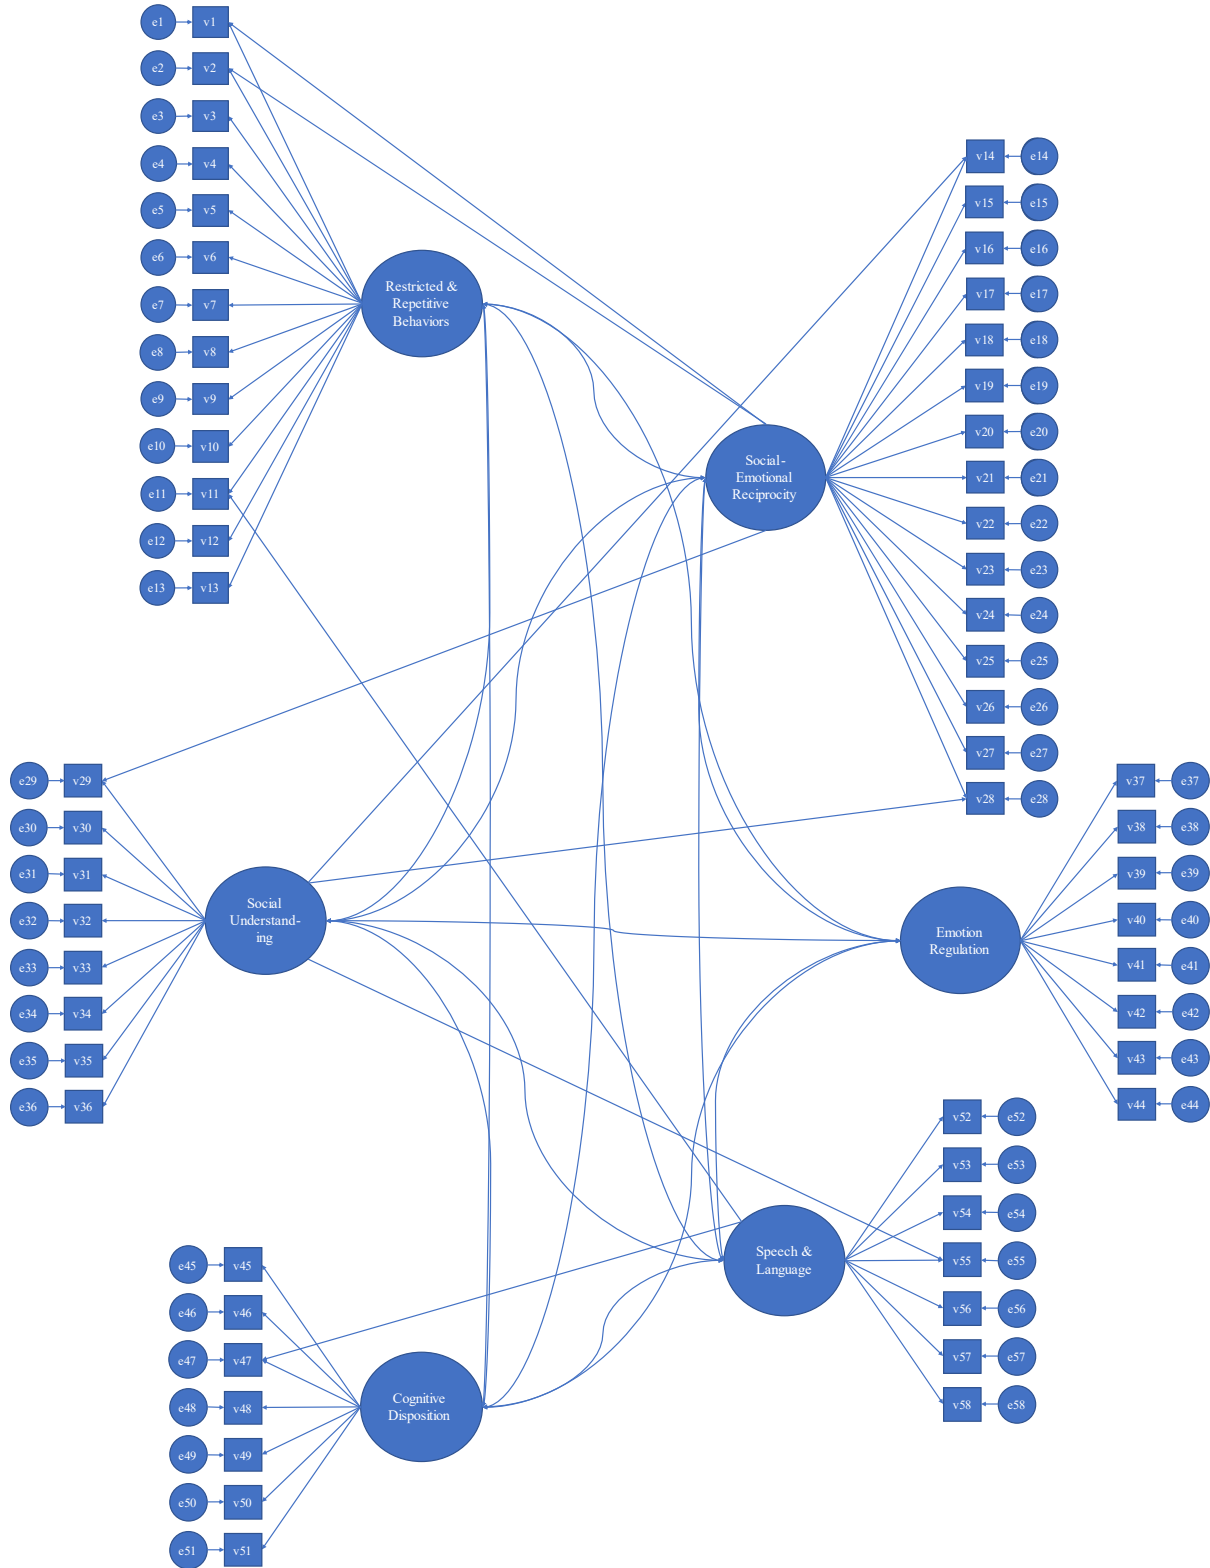 e1 v1
e2 v2
e3 v3
e4 v4
e5 v5
e6 v6
e7 v7
e8 v8
e9 v9
e10 v10
e11 v11
e12 v12
e13 v13
Restricted &
Repetitive
Behaviors
v14 e14
v15 e15
v16 e16
v17 e17
v18 e18
v19 e19
v20 e20
v21 e21
v22 e22
v23 e23
v24 e24
v25 e25
v26 e26
v27 e27
v28 e28
Social-
Emotional
Reciprocity
e29 v29
e30 v30
e31 v31
e32 v32
e33 v33
e34 v34
e35 v35
e36 v36
Social
Understand-
ing
v37 e37
v38 e38
v39 e39
v40 e40
v41 e41
v42 e42
v43 e43
v44 e44
Emotion
Regulation
e45 v45
e46 v46
e47 v47
e48 v48
e49 v49
e50 v50
e51 v51
Cognitive
Disposition
v52 e52
v53 e53
v54 e54
v55 e55
v56 e56
v57 e57
v58 e58
Speech &
Language